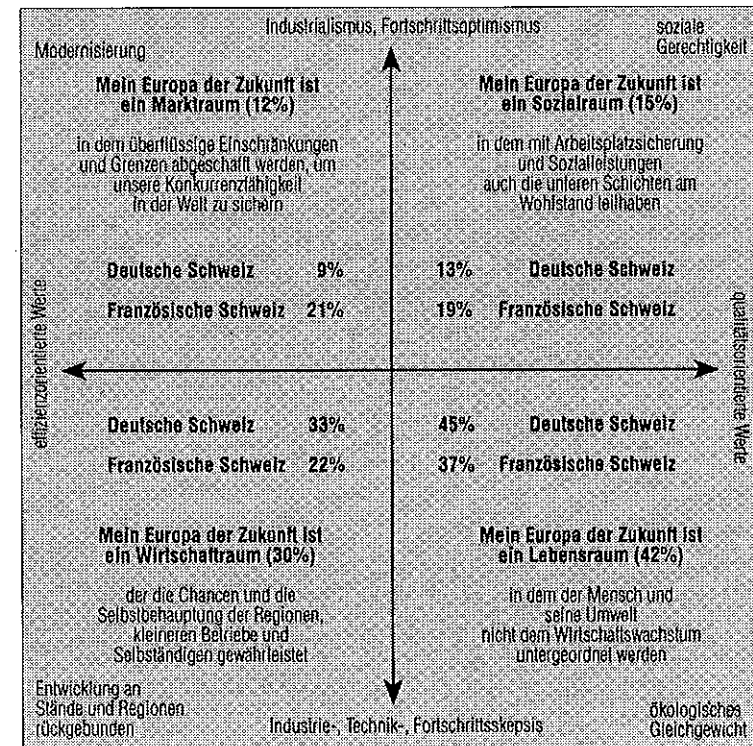 Industrialismus, Fortschrittsoptimismus
Modernisierung
soziale
Gerechtigkeit
Mein Europa der Zukunft ist
ein Marktraum (12%)
in dem überflüssige Einschränkungen
und Grenzen abgeschafft werden, um
unsere Konkurrenzfähigkeit
in der Welt zu sichern
Mein Europa der Zukunft ist
ein Sozialraum (15%)
in dem mit Arbeitsplatzsicherung
und Sozialleistungen
auch die unteren Schichten am
Wohlstand teilhaben
Deutsche Schweiz 9%
Französische Schweiz 21%
13% Deutsche Schweiz
19% Französische Schweiz
effizienzorientierte Werte
qualitätsorientierte Werte
Deutsche Schweiz 33%
Französische Schweiz 22%
45% Deutsche Schweiz
37% Französische Schweiz
Mein Europa der Zukunft ist
ein Wirtschaftraum (30%)
der die Chancen und die
Selbstbehauptung der Regionen,
kleineren Betriebe und
Selbständigen gewährleistet
Mein Europa der Zukunft ist
ein Lebensraum (42%)
in dem der Mensch und
seine Umwelt
nicht dem Wirtschaftswachstum
untergeordnet werden
Entwicklung an
Stände und Regionen
rückgebunden
Industrie-, Technik-, Fortschrittsskepsis
ökologisches
Gleichgewicht